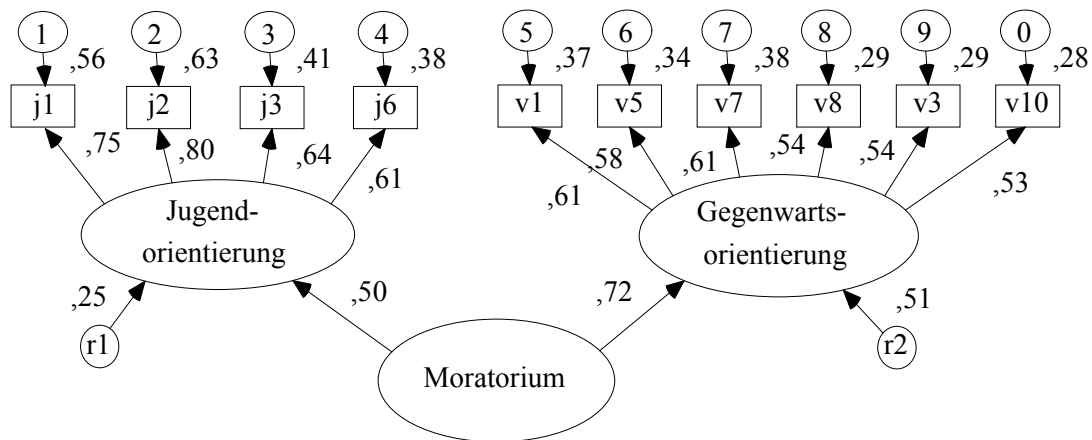 1 2 3 4 5 6 7 8 9 0
,56 ,63 ,41 ,38 ,37 ,34 ,38 ,29 ,29 ,28
j1 j2 j3 j6 v1 v5 v7 v8 v3 v10
,75 ,80 ,64 ,61 ,61 ,58 ,61 ,54 ,54 ,53
Jugend-
orientierung
Gegenwarts-
orientierung
,25 ,50 ,72 ,51
r1 r2
Moratorium